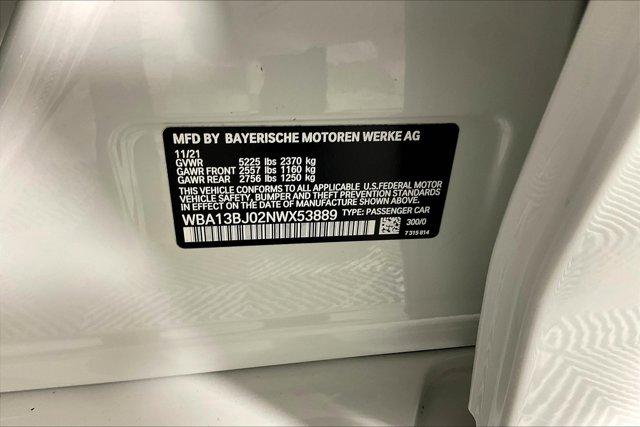 MFD BY BAYERISCHE MOTOREN WERKE AG
11/21
GVWR 5225 lbs 2370 kg
GAWR FRONT 2557 lbs 1160 kg
GAWR REAR 2756 lbs 1250 kg
THIS VEHICLE CONFORMS TO ALL APPLICABLE U.S.FEDERAL MOTOR
VEHICLE SAFETY, BUMPER, AND THEFT PREVENTION STANDARDS
IN EFFECT ON THE DATE OF MANUFACTURE SHOWN ABOVE.
WBA13BJ02NWX53889 TYPE: PASSENGER CAR
300/0
7 315 814